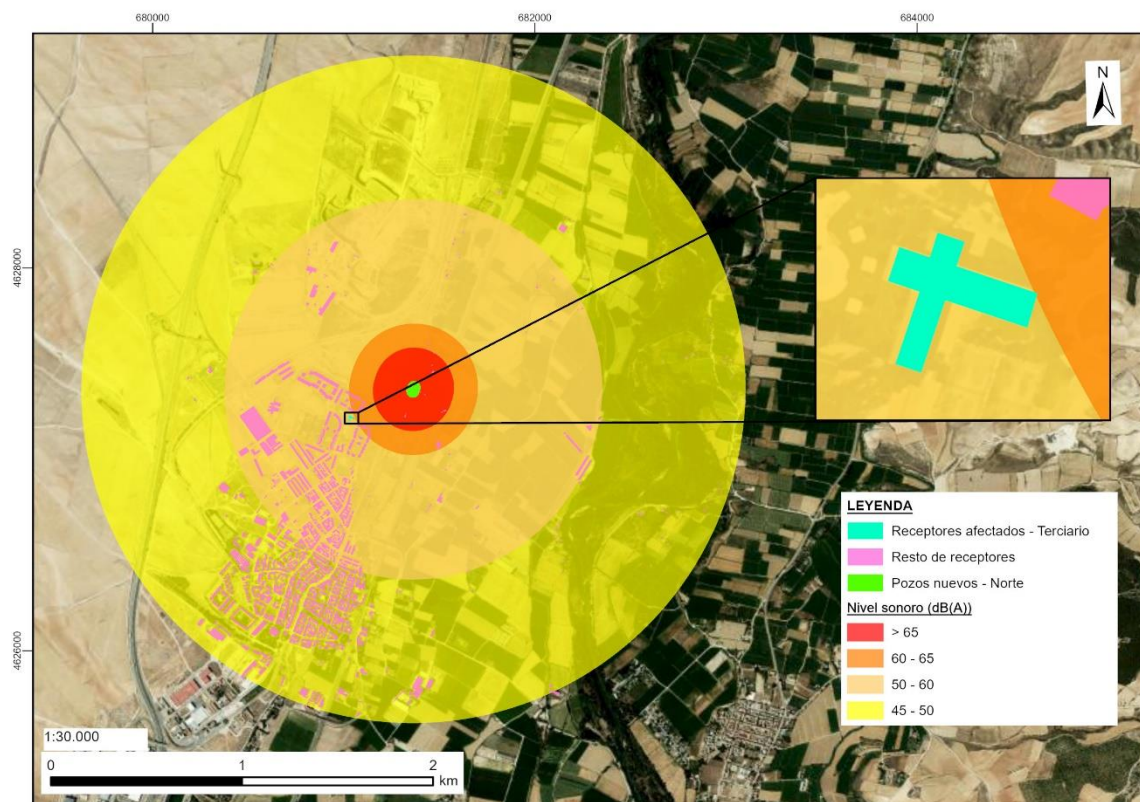 680000
682000
684000
N
4628000
4626000
LEYENDA
Receptores afectados - Terciario
Resto de receptores
Pozos nuevos - Norte
Nivel sonoro (dB(A))
> 65
60 - 65
50 - 60
45 - 50
1:30.000
0 1 2
km